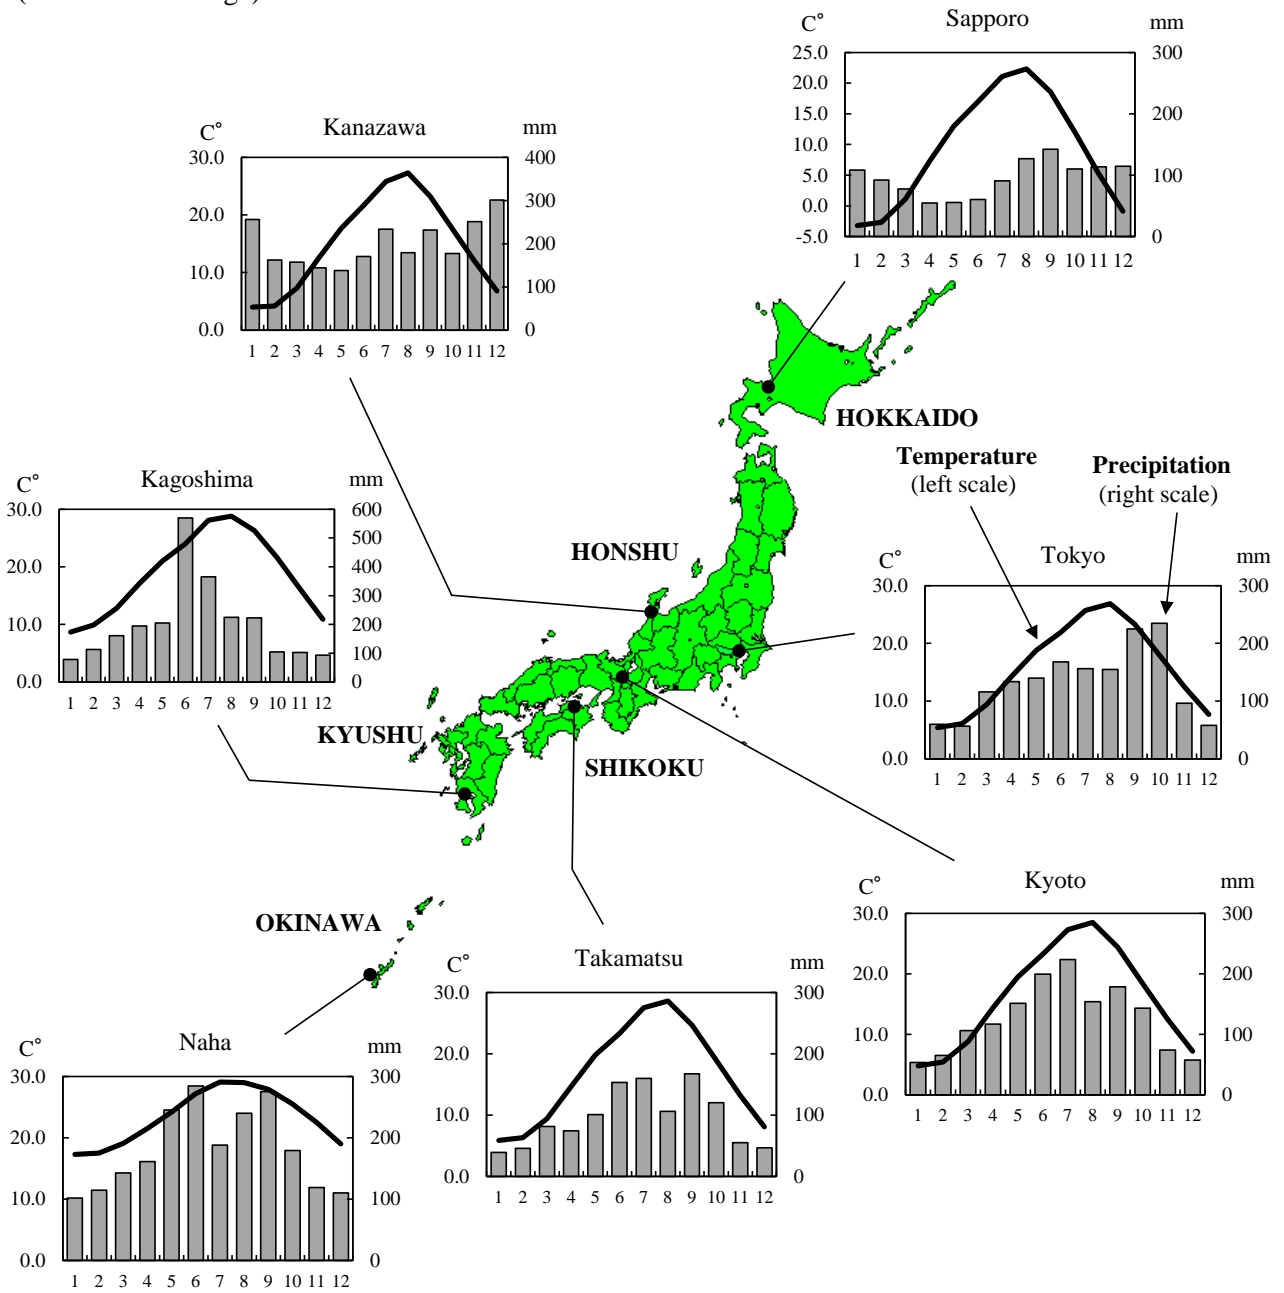 Sapporo
C° mm
25.0 300
20.0
15.0 200
10.0
5.0 100
0.0
-5.0 0
1 2 3 4 5 6 7 8 9 10 11 12
Kanazawa
C° mm
30.0 400
300
20.0
200
10.0
100
0.0 0
1 2 3 4 5 6 7 8 9 10 11 12
HOKKAIDO
Temperature
(left scale)
Precipitation
(right scale)
Kagoshima
C° mm
30.0 600
500
20.0 400
300
10.0 200
100
0.0 0
1 2 3 4 5 6 7 8 9 10 11 12
HONSHU
Tokyo
C° mm
30.0 300
20.0 200
10.0 100
0.0 0
1 2 3 4 5 6 7 8 9 10 11 12
KYUSHU
SHIKOKU
OKINAWA
Kyoto
C° mm
30.0 300
20.0 200
10.0 100
0.0 0
1 2 3 4 5 6 7 8 9 10 11 12
Takamatsu
C° mm
30.0 300
20.0 200
10.0 100
0.0 0
1 2 3 4 5 6 7 8 9 10 11 12
Naha
C° mm
30.0 300
20.0 200
10.0 100
0.0 0
1 2 3 4 5 6 7 8 9 10 11 12